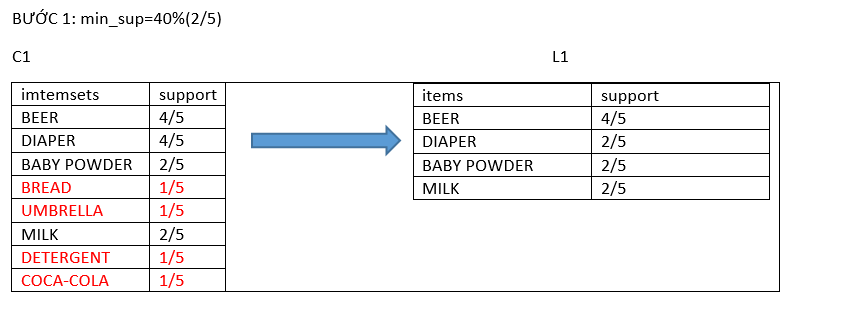 BƯỚC 1: min_sup=40%(2/5)
C1 L1
imtemsets support
BEER 4/5
DIAPER 4/5
BABY POWDER 2/5
BREAD 1/5
UMBRELLA 1/5
MILK 2/5
DETERGENT 1/5
COCA-COLA 1/5
items support
BEER 4/5
DIAPER 2/5
BABY POWDER 2/5
MILK 2/5